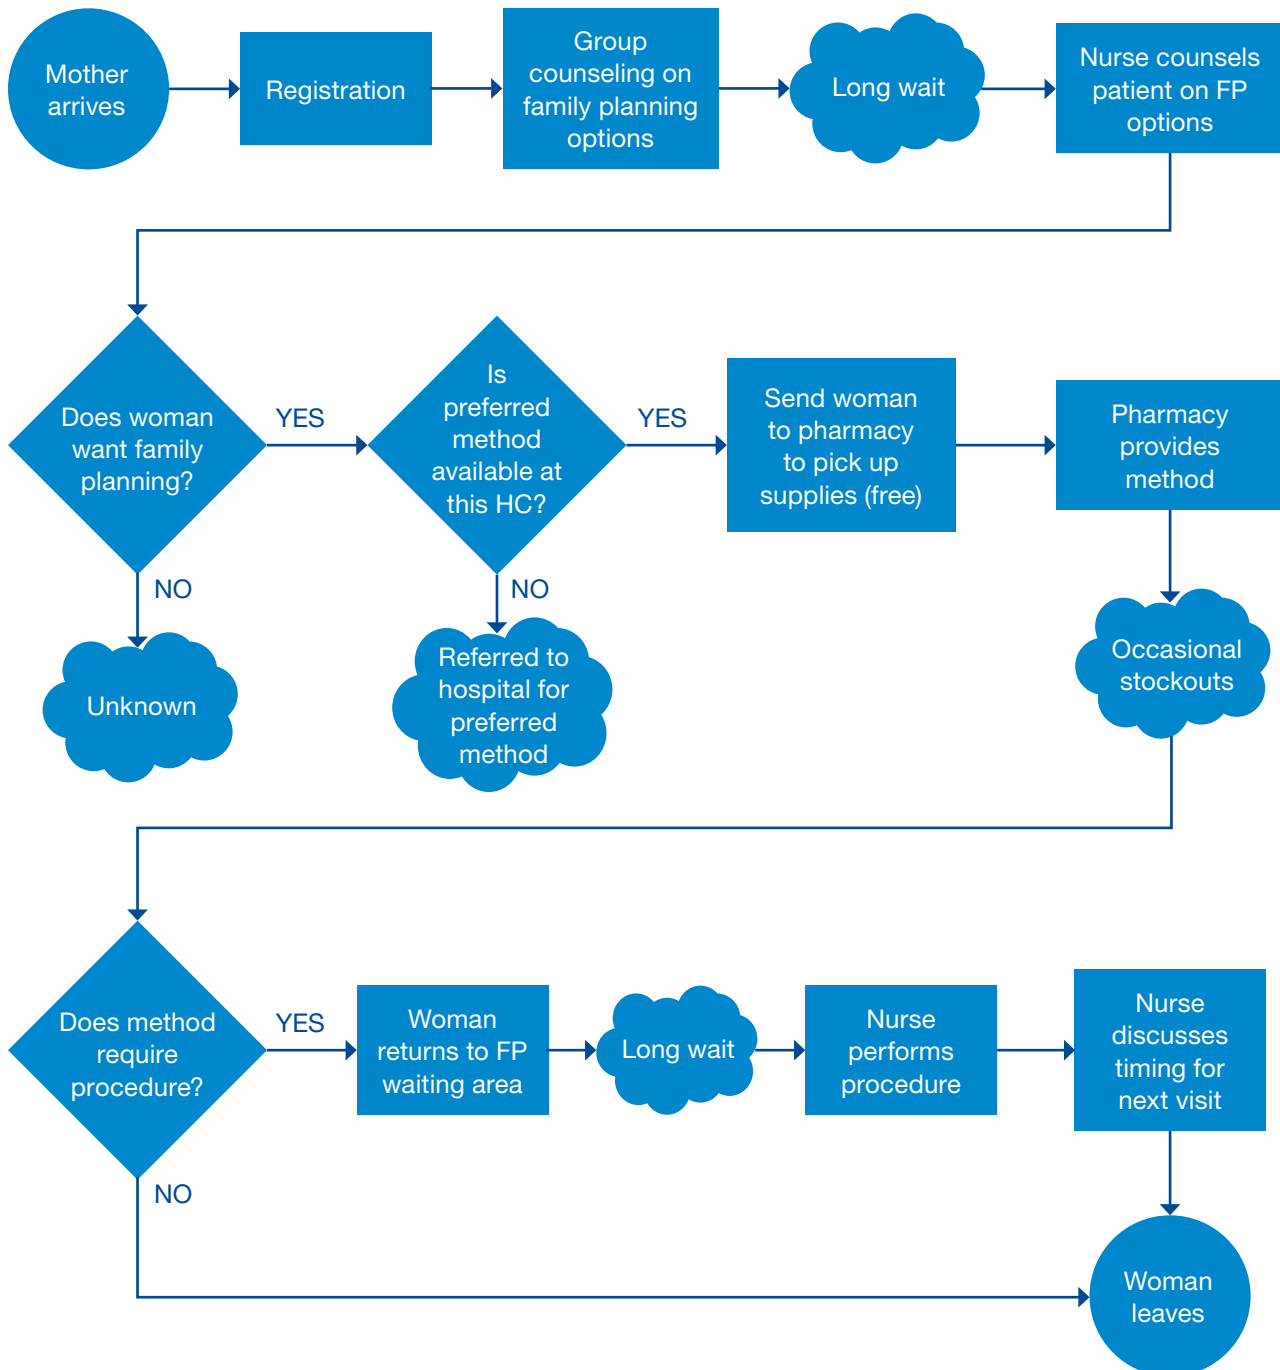 Mother
arrives
Registration
Group
counseling on
family planning
options
Long wait
Nurse counsels
patient on FP
options
Does woman
want family
planning?
YES
NO
Unknown
Is
preferred
method
available at
this HC?
YES
NO
Referred to
hospital for
preferred
method
Send woman
to pharmacy
to pick up
supplies (free)
Pharmacy
provides
method
Occasional
stockouts
Does method
require
procedure?
YES
NO
Woman
returns to FP
waiting area
Long wait
Nurse
performs
procedure
Nurse
discusses
timing for
next visit
Woman
leaves